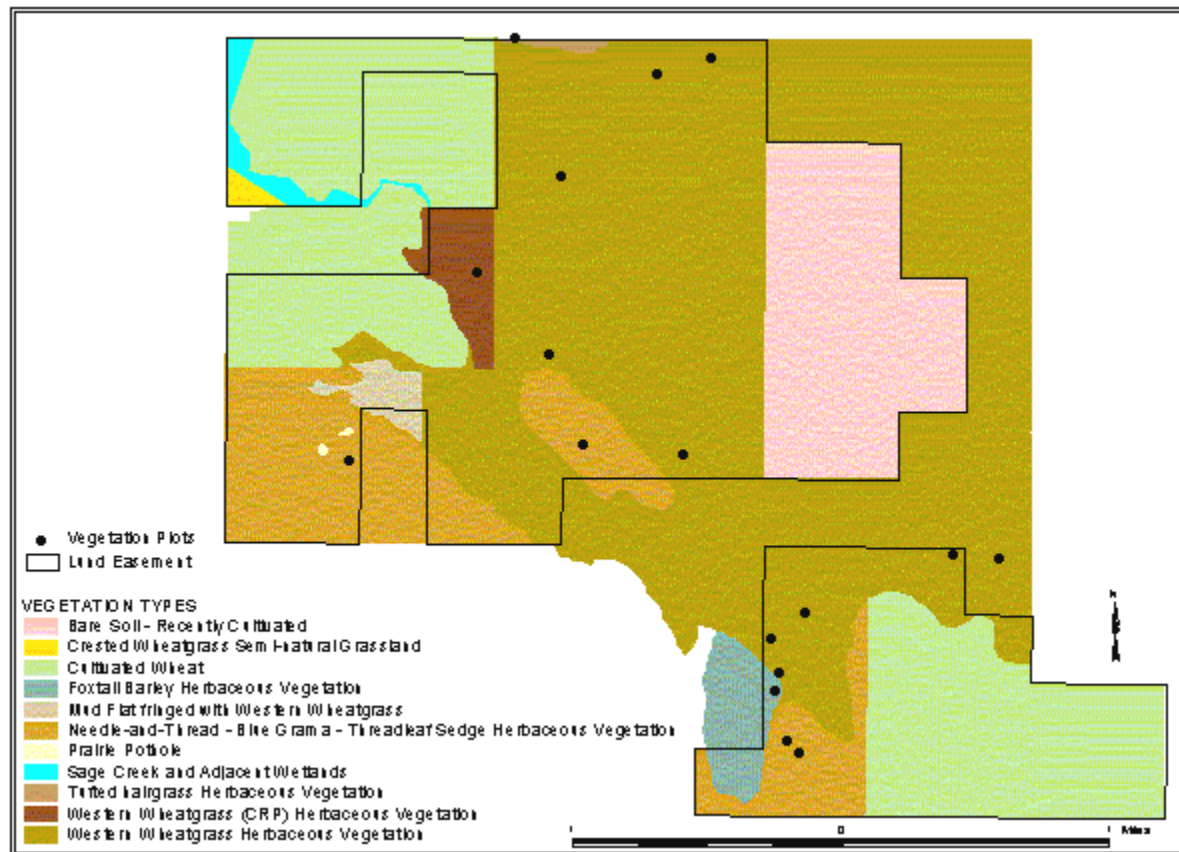 Vegetation Plots
Land Easement
VEGETATION TYPES
Bare Soil - Recently Cultivated
Crested Wheatgrass Semi-natural Grassland
Cultivated Wheat
Foxtail Barley Herbaceous Vegetation
Mud Flat fringed with Western Wheatgrass
Needle-and-Thread - Blue Grama - Threadleaf Sedge Herbaceous Vegetation
Prairie Pothole
Sage Creek and Adjacent Wetlands
Tufted hairgrass Herbaceous Vegetation
Western Wheatgrass (CRP) Herbaceous Vegetation
Western Wheatgrass Herbaceous Vegetation
Miles